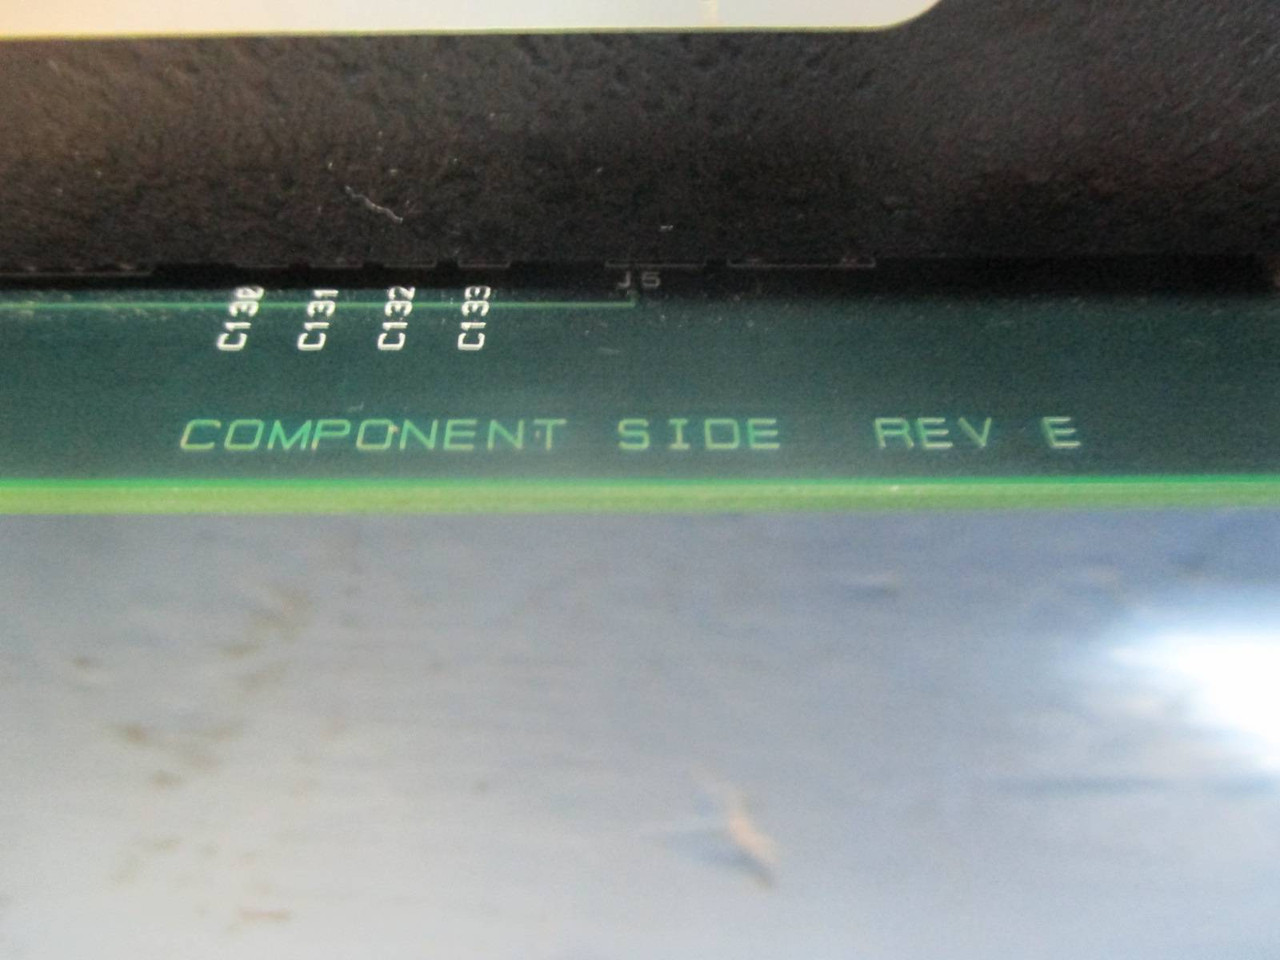 J5
C130
C131
C132
C133
COMPONENT SIDE REV E